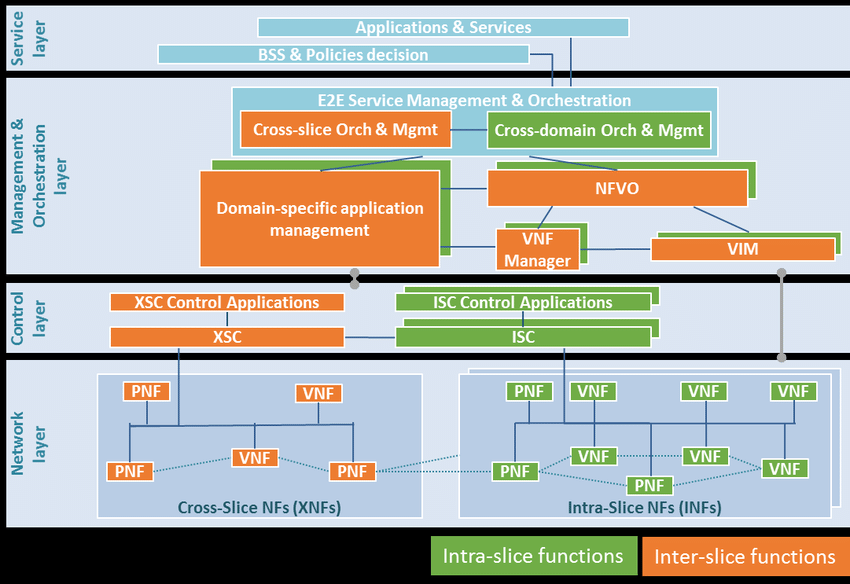 Service
layer
Applications & Services
BSS & Policies decision
Management &
Orchestration
layer
E2E Service Management & Orchestration
Cross-slice Orch & Mgmt
Cross-domain Orch & Mgmt
Domain-specific application
management
NFVO
VNF
Manager
VIM
Control
layer
XSC Control Applications
ISC Control Applications
XSC
ISC
Network
layer
PNF
VNF
PNF
VNF
PNF
Cross-Slice NFs (XNFs)
PNF
VNF
VNF
VNF
PNF
VNF
PNF
VNF
VNF
Intra-Slice NFs (INFs)
Intra-slice functions
Inter-slice functions